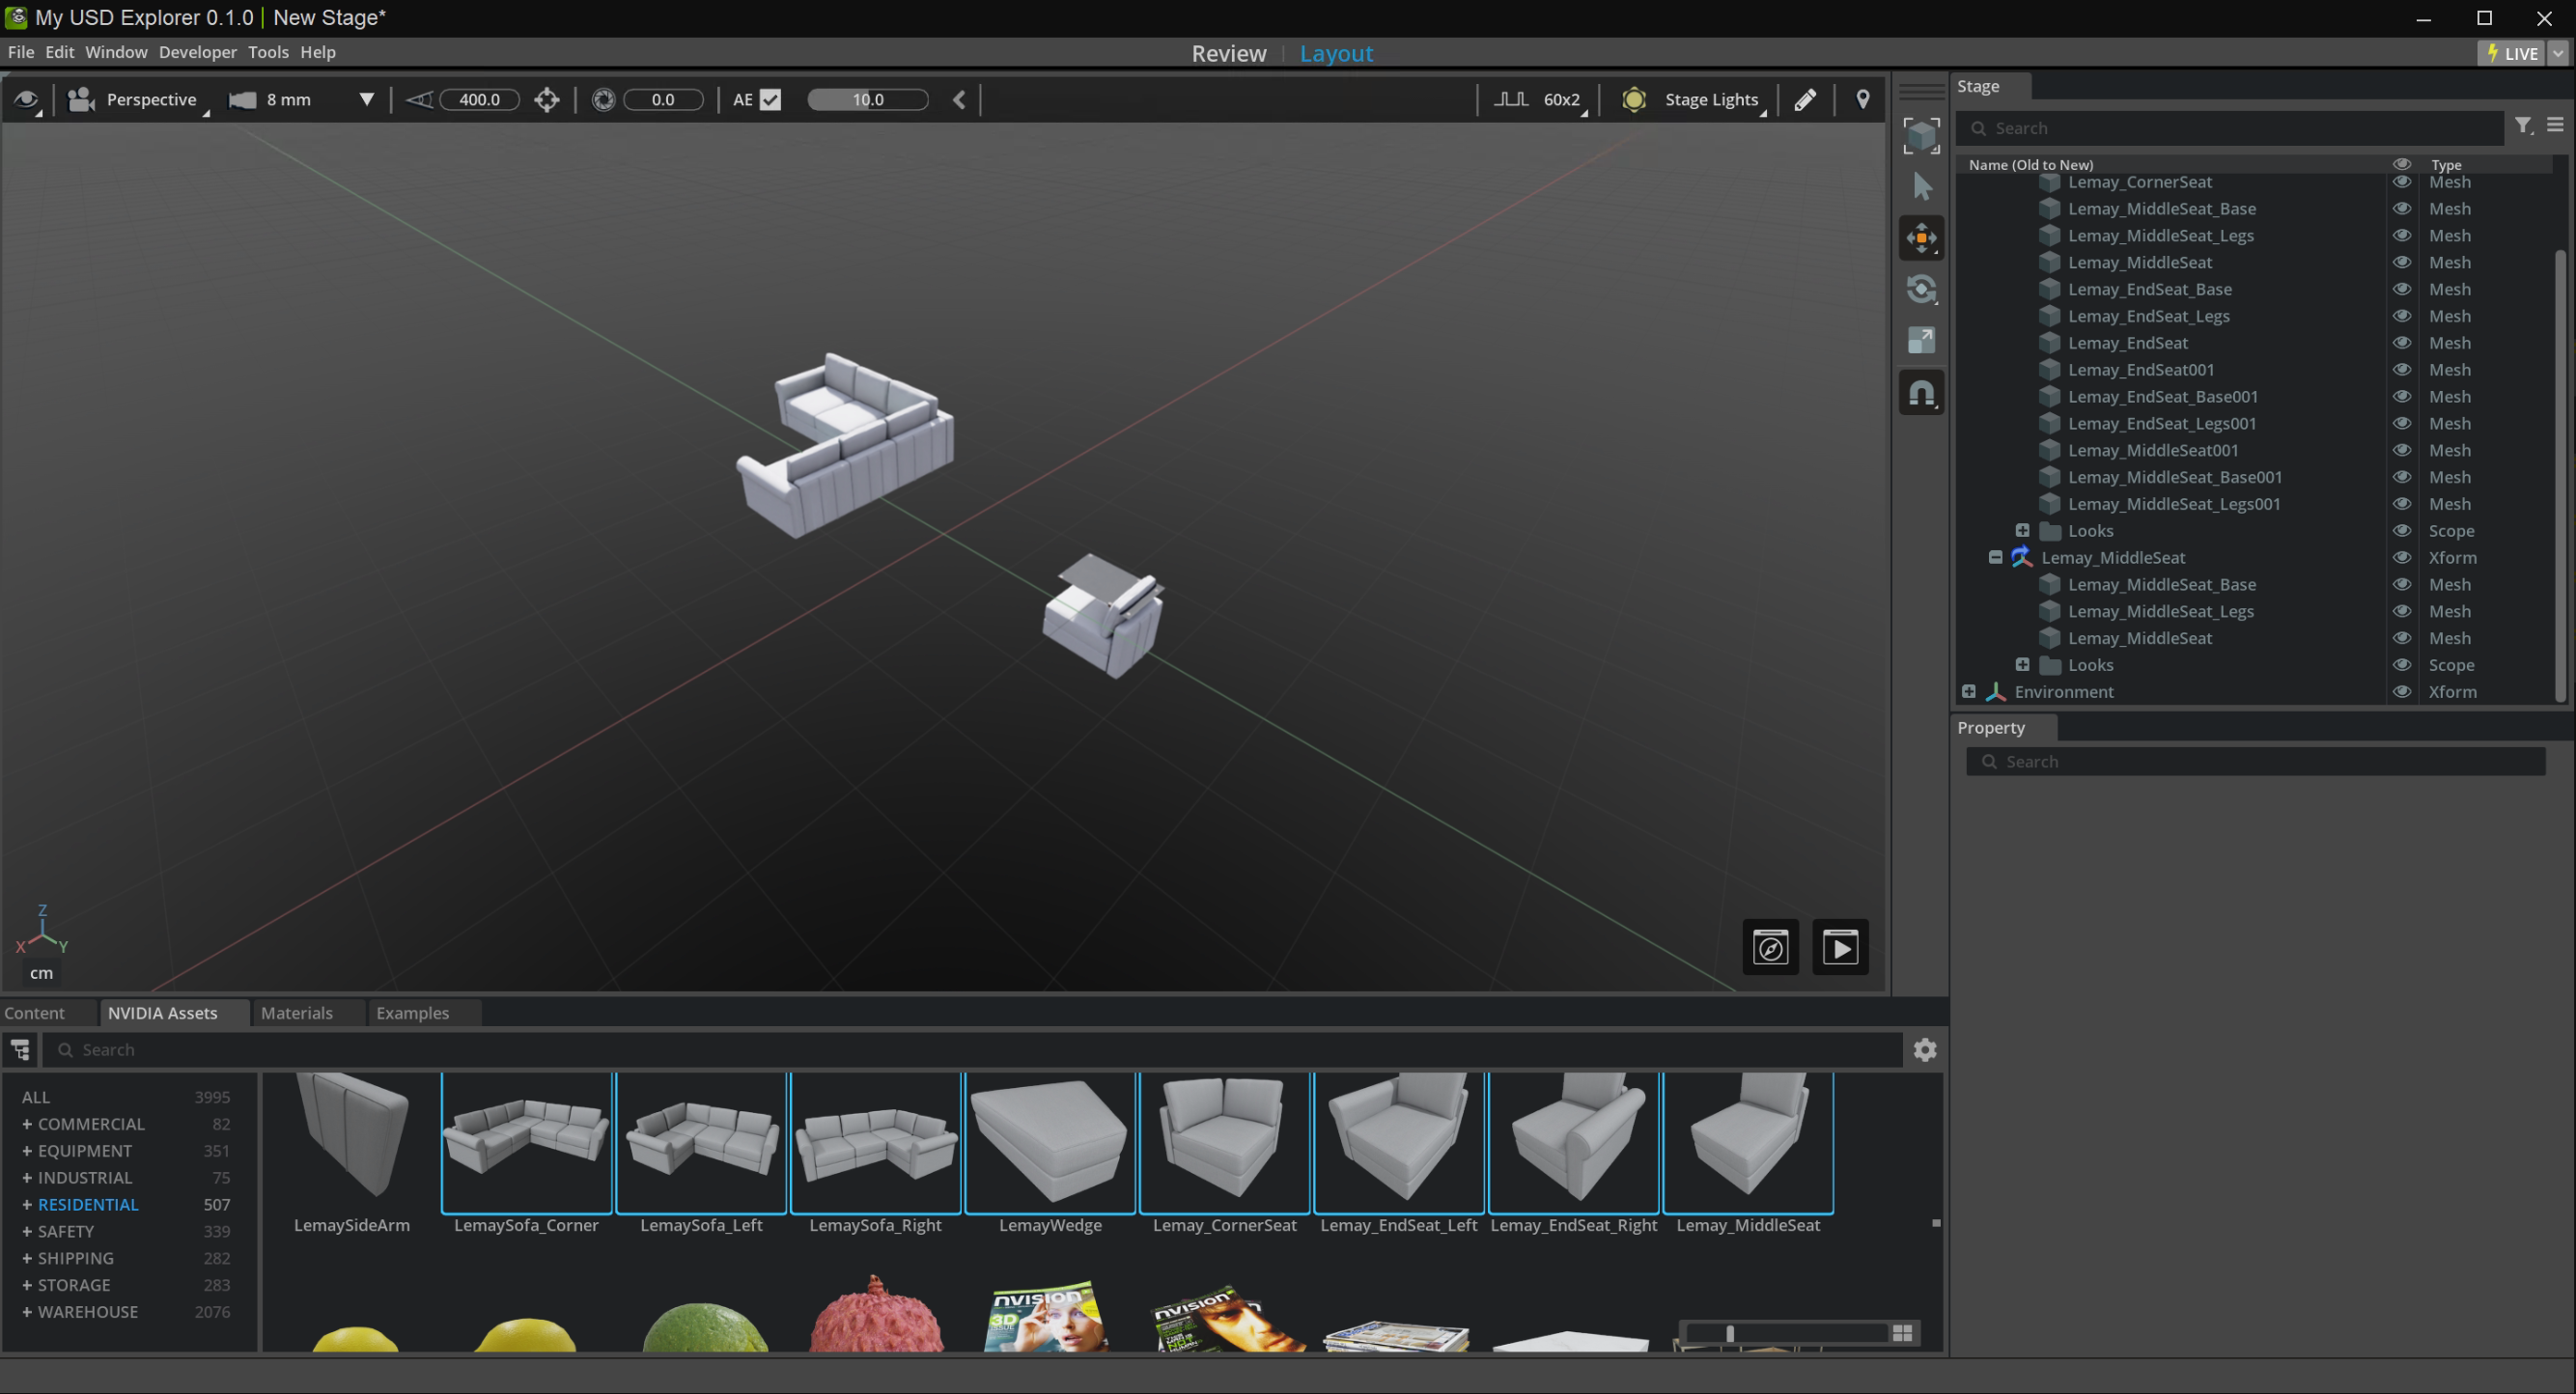 My USD Explorer 0.1.0 | New Stage*
File Edit Window Developer Tools Help
Review | Layout
LIVE
Perspective 8 mm 400.0 0.0 AE 10.0 60x2 Stage Lights
Z
X Y
cm
Stage
Search
Name (Old to New) Type
Lemay_CornerSeat Mesh
Lemay_MiddleSeat_Base Mesh
Lemay_MiddleSeat_Legs Mesh
Lemay_MiddleSeat Mesh
Lemay_EndSeat_Base Mesh
Lemay_EndSeat_Legs Mesh
Lemay_EndSeat Mesh
Lemay_EndSeat001 Mesh
Lemay_EndSeat_Base001 Mesh
Lemay_EndSeat_Legs001 Mesh
Lemay_MiddleSeat001 Mesh
Lemay_MiddleSeat_Base001 Mesh
Lemay_MiddleSeat_Legs001 Mesh
Looks Scope
Lemay_MiddleSeat Xform
Lemay_MiddleSeat_Base Mesh
Lemay_MiddleSeat_Legs Mesh
Lemay_MiddleSeat Mesh
Looks Scope
Environment Xform
Property
Search
Content NVIDIA Assets Materials Examples
Search
ALL 3995
+ COMMERCIAL 82
+ EQUIPMENT 351
+ INDUSTRIAL 75
+ RESIDENTIAL 507
+ SAFETY 339
+ SHIPPING 282
+ STORAGE 283
+ WAREHOUSE 2076
LemaySideArm LemaySofa_Corner LemaySofa_Left LemaySofa_Right LemayWedge Lemay_CornerSeat Lemay_EndSeat_Left Lemay_EndSeat_Right Lemay_MiddleSeat
nvision
3D
nvision